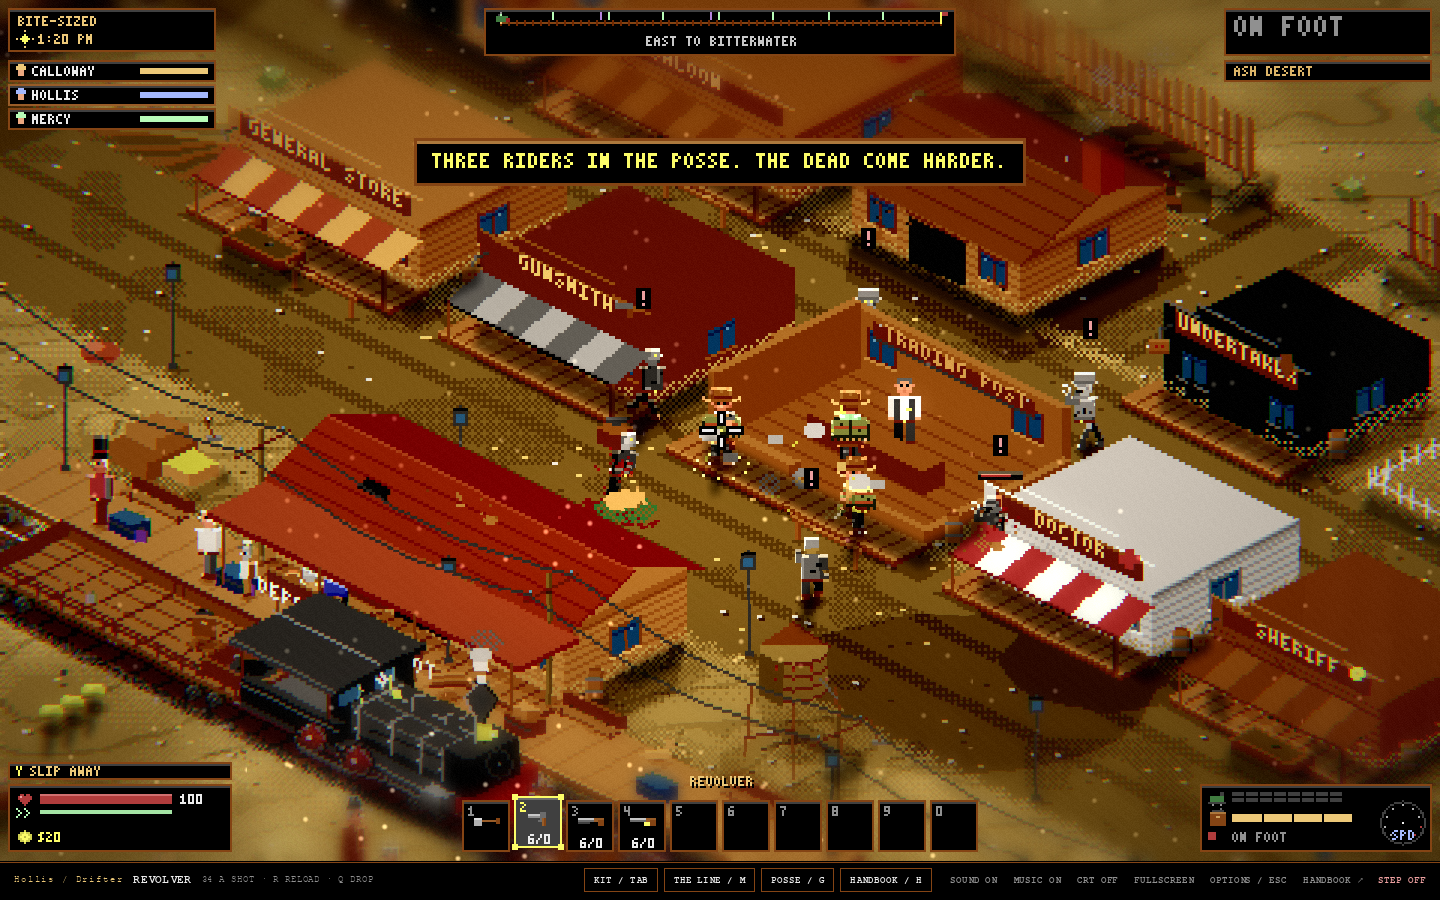 BITE-SIZED
1:20 PM
CALLOWAY
HOLLIS
MERCY
EAST TO BITTERWATER
ON FOOT
ASH DESERT
THREE RIDERS IN THE POSSE. THE DEAD COME HARDER.
GENERAL STORE
GUNSMITH
TRADING POST
UNDERTAKER
DOCTOR
SHERIFF
Y SLIP AWAY
100
$20
REVOLVER
1
2
6/0
3
6/0
4
6/0
5
6
7
8
9
0
ON FOOT
SPD
Hollis / Drifter REVOLVER 34 A SHOT · R RELOAD · Q DROP
KIT / TAB
THE LINE / M
POSSE / G
HANDBOOK / H
SOUND ON
MUSIC ON
CRT OFF
FULLSCREEN
OPTIONS / ESC
HANDBOOK ↗
STEP OFF